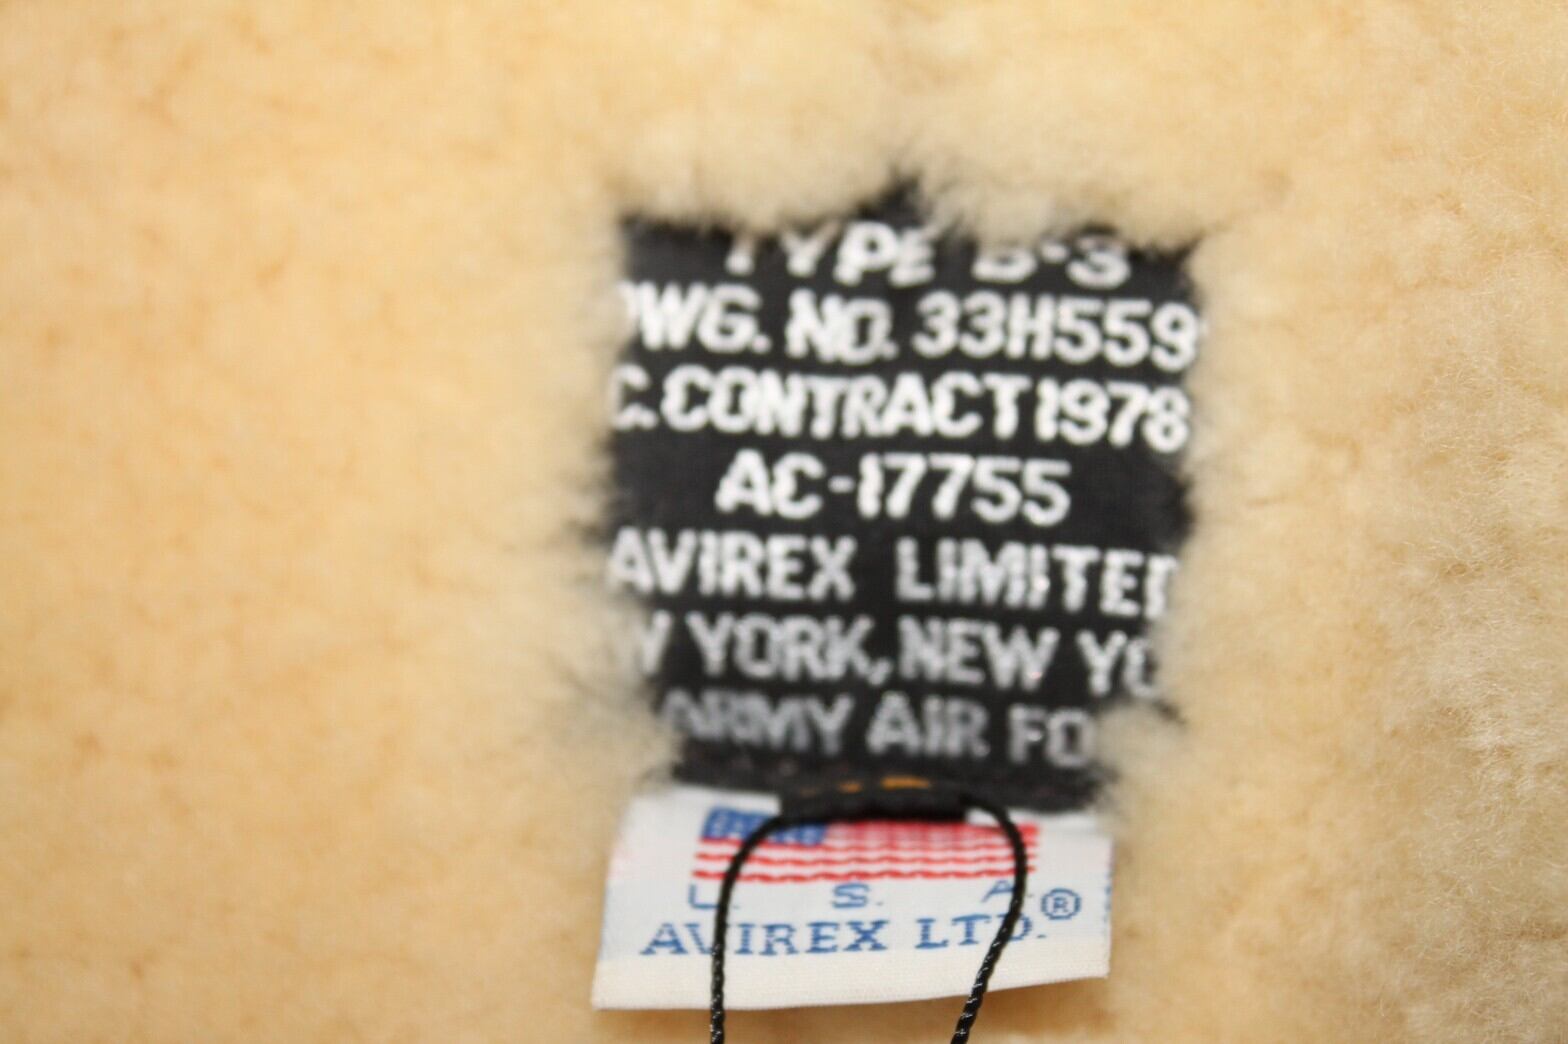 TYPE B-3
DWG. NO. 33H559
C. CONTRACT 1978
AC-17755
AVIREX LIMITED
W YORK, NEW YO
ARMY AIR FO
U. S. A.
AVIREX LTD.®